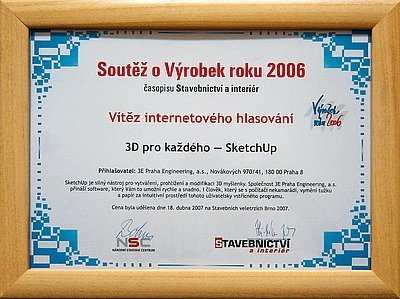 Soutěž o Výrobek roku 2006
časopisu Stavebnictví a interiér
Vítěz internetového hlasování
Výrobek
roku 2006
3D pro každého – SketchUp
Přihlašovatel: 3E Praha Engineering, a.s., Novákových 970/41, 180 00 Praha 8
SketchUp je silný nástroj pro vytváření, prohlížení a modifikaci 3D myšlenky. Společnost 3E Praha Engineering, a.s.
přináší software, který Vám to umožní rychle a snadno. I člověk, který se s počítači nekamarádí, vymění tužku
a papír za intuitivní prostředí tohoto uživatelsky vstřícného programu.
Cena byla udělena dne 18. dubna 2007 na Stavebních veletrzích Brno 2007.
NSC
NÁRODNÍ STAVEBNÍ CENTRUM
STAVEBNICTVÍ
a interiér